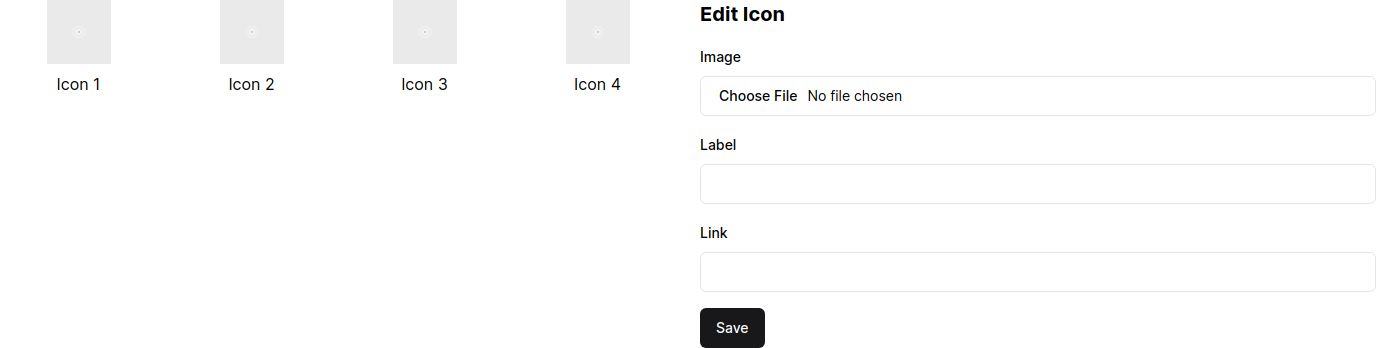 Icon 1
Icon 2
Icon 3
Icon 4
Edit Icon
Image
Choose File No file chosen
Label
Link
Save